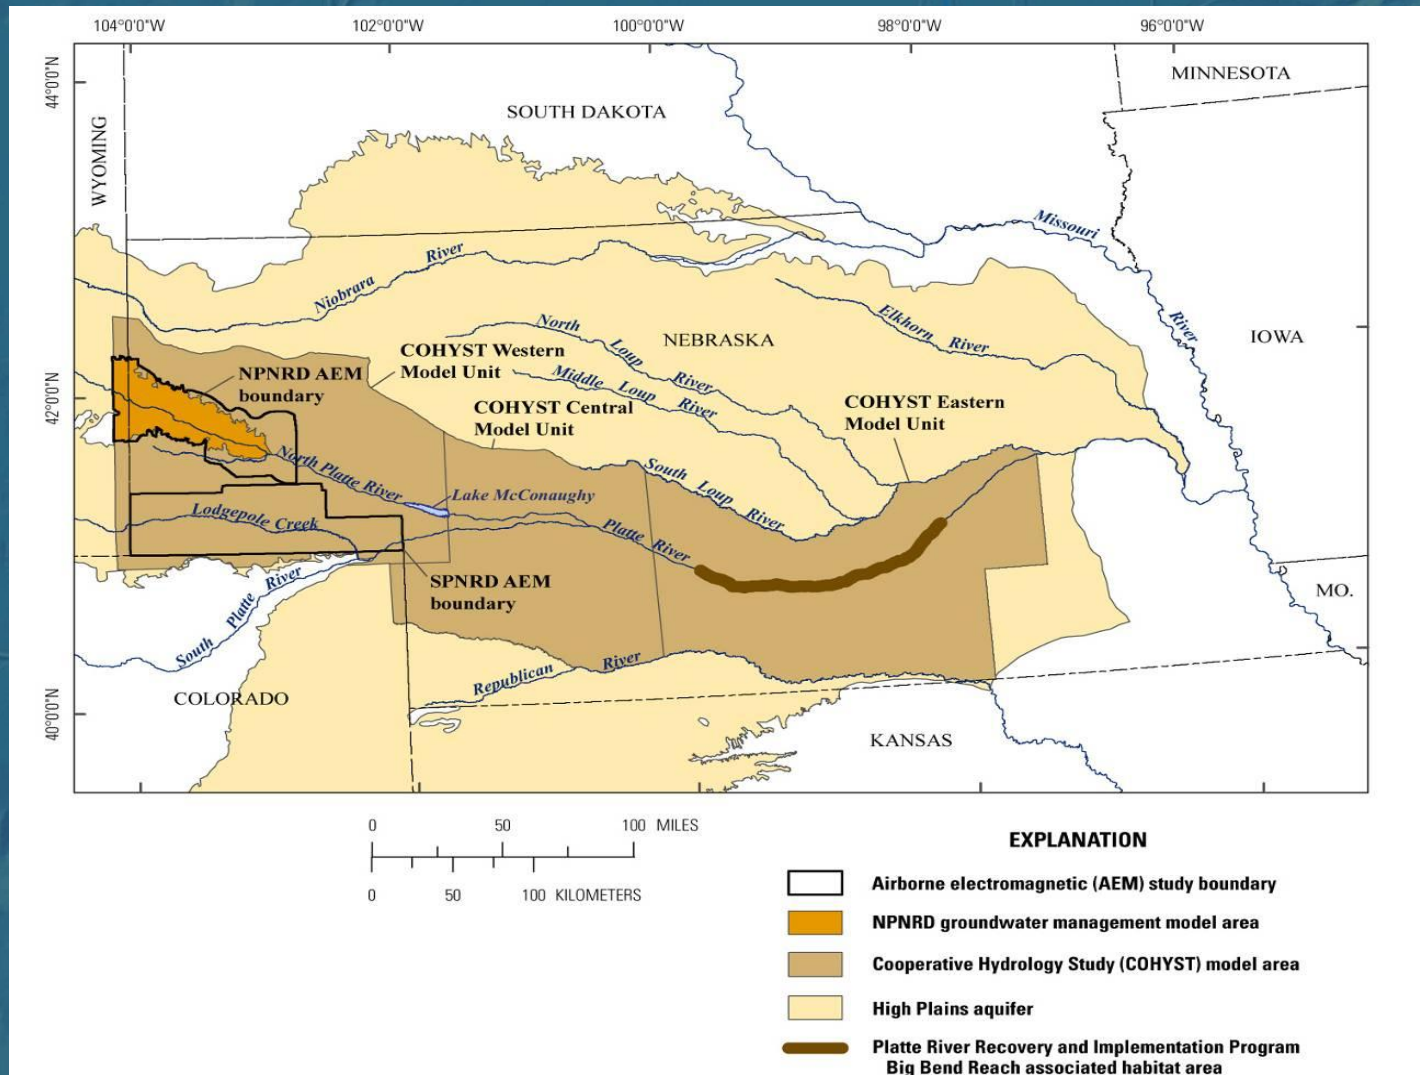 104°0'0"W
102°0'0"W
100°0'0"W
98°0'0"W
96°0'0"W
44°0'0"N
42°0'0"N
40°0'0"N
MINNESOTA
SOUTH DAKOTA
WYOMING
Missouri
River
Niobrara
River
IOWA
North
Loup
River
NEBRASKA
Elkhorn
River
COHYST Western
Model Unit
NPNRD AEM
boundary
Middle Loup
River
COHYST Central
Model Unit
COHYST Eastern
Model Unit
North Platte River
South Loup
River
Lake McConaughy
Lodgepole Creek
Platte River
SPNRD AEM
boundary
MO.
South Platte River
Republican
River
COLORADO
KANSAS
0 50 100 MILES
0 50 100 KILOMETERS
EXPLANATION
Airborne electromagnetic (AEM) study boundary
NPNRD groundwater management model area
Cooperative Hydrology Study (COHYST) model area
High Plains aquifer
Platte River Recovery and Implementation Program
Big Bend Reach associated habitat area